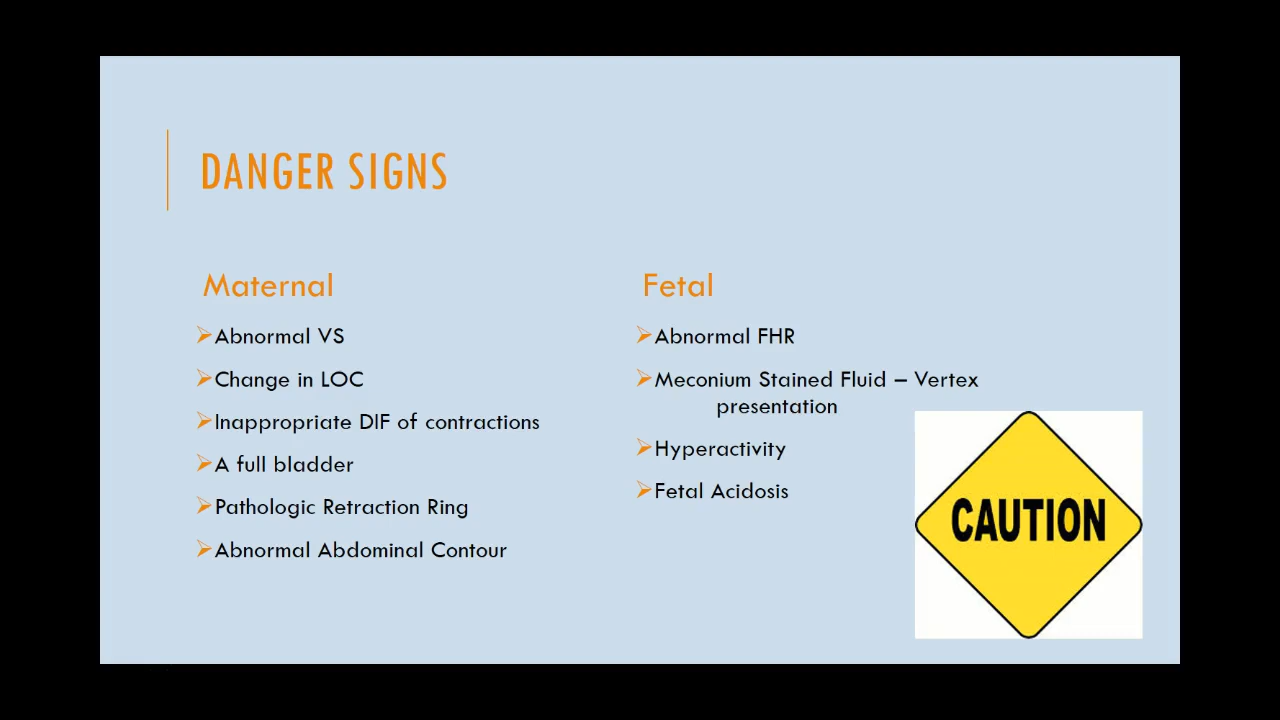 DANGER SIGNS
Maternal
Abnormal VS
Change in LOC
Inappropriate DIF of contractions
A full bladder
Pathologic Retraction Ring
Abnormal Abdominal Contour
Fetal
Abnormal FHR
Meconium Stained Fluid – Vertex
presentation
Hyperactivity
Fetal Acidosis
CAUTION